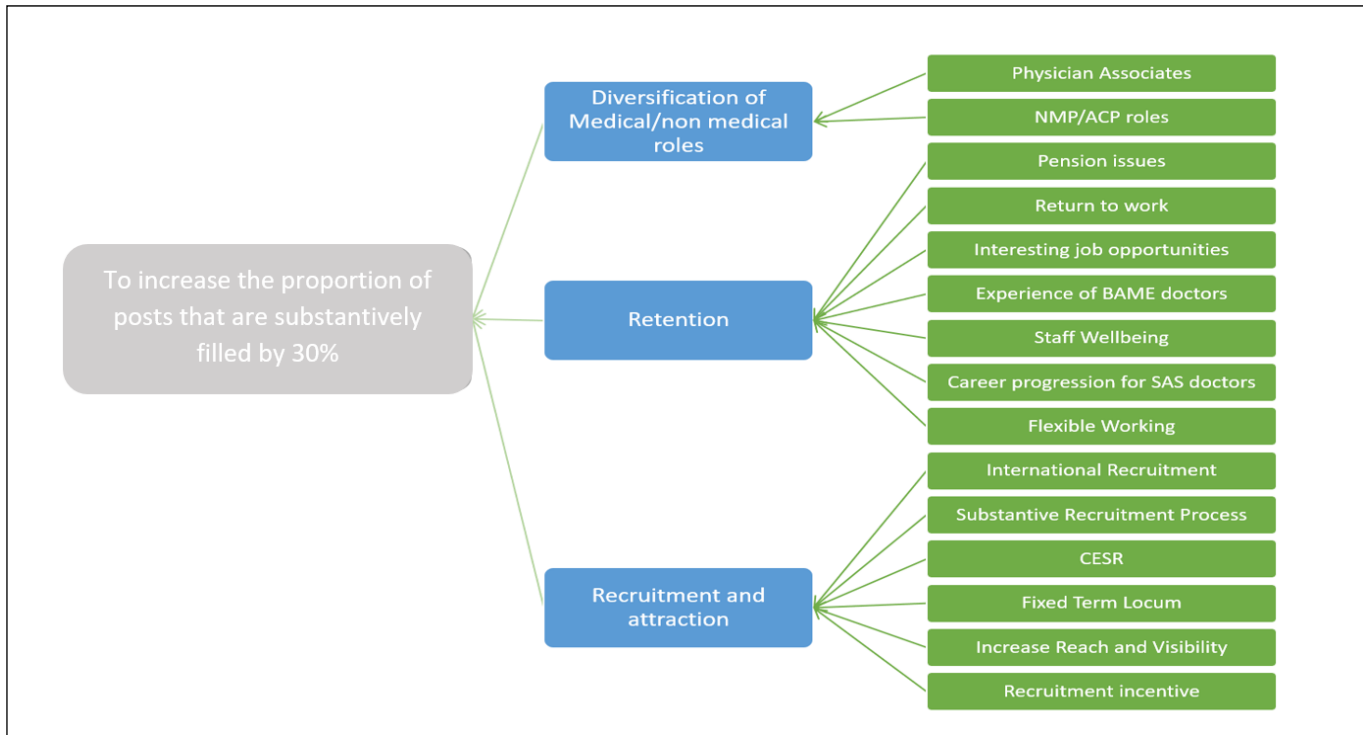 To increase the proportion of
posts that are substantively
filled by 30%
Diversification of
Medical/non medical
roles
Retention
Recruitment and
attraction
Physician Associates
NMP/ACP roles
Pension issues
Return to work
Interesting job opportunities
Experience of BAME doctors
Staff Wellbeing
Career progression for SAS doctors
Flexible Working
International Recruitment
Substantive Recruitment Process
CESR
Fixed Term Locum
Increase Reach and Visibility
Recruitment incentive